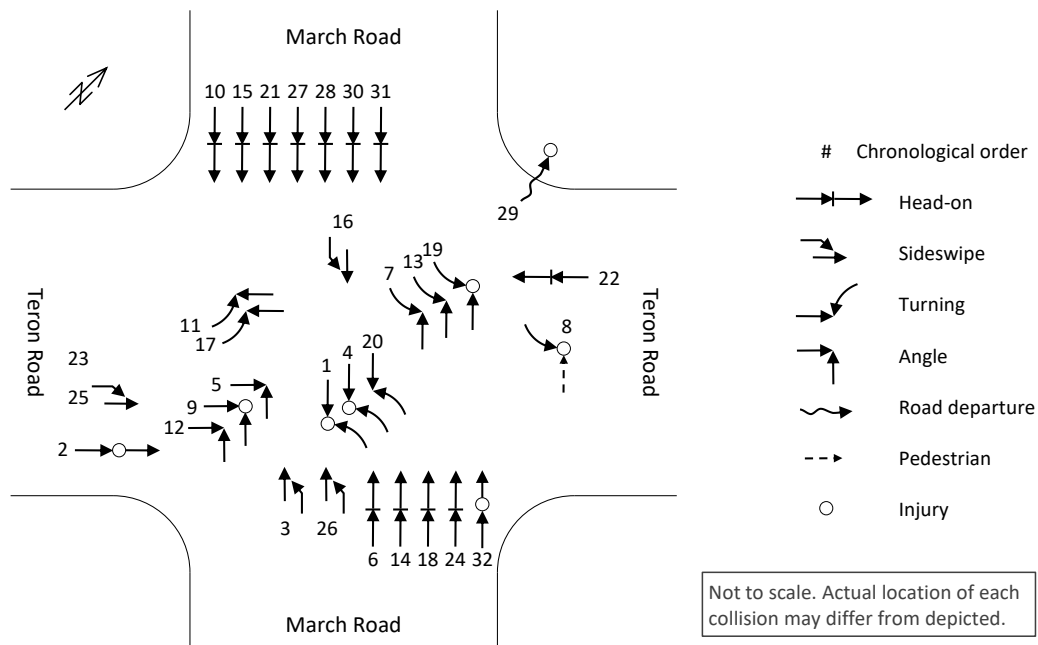 March Road
10 15 21 27 28 30 31
29
16
19
13
7
22
11
17
8
Teron Road
Teron Road
23
25
5
9
12
2
1
4
20
3
26
6 14 18 24 32
March Road
# Chronological order
Head-on
Sideswipe
Turning
Angle
Road departure
Pedestrian
Injury
Not to scale. Actual location of each
collision may differ from depicted.